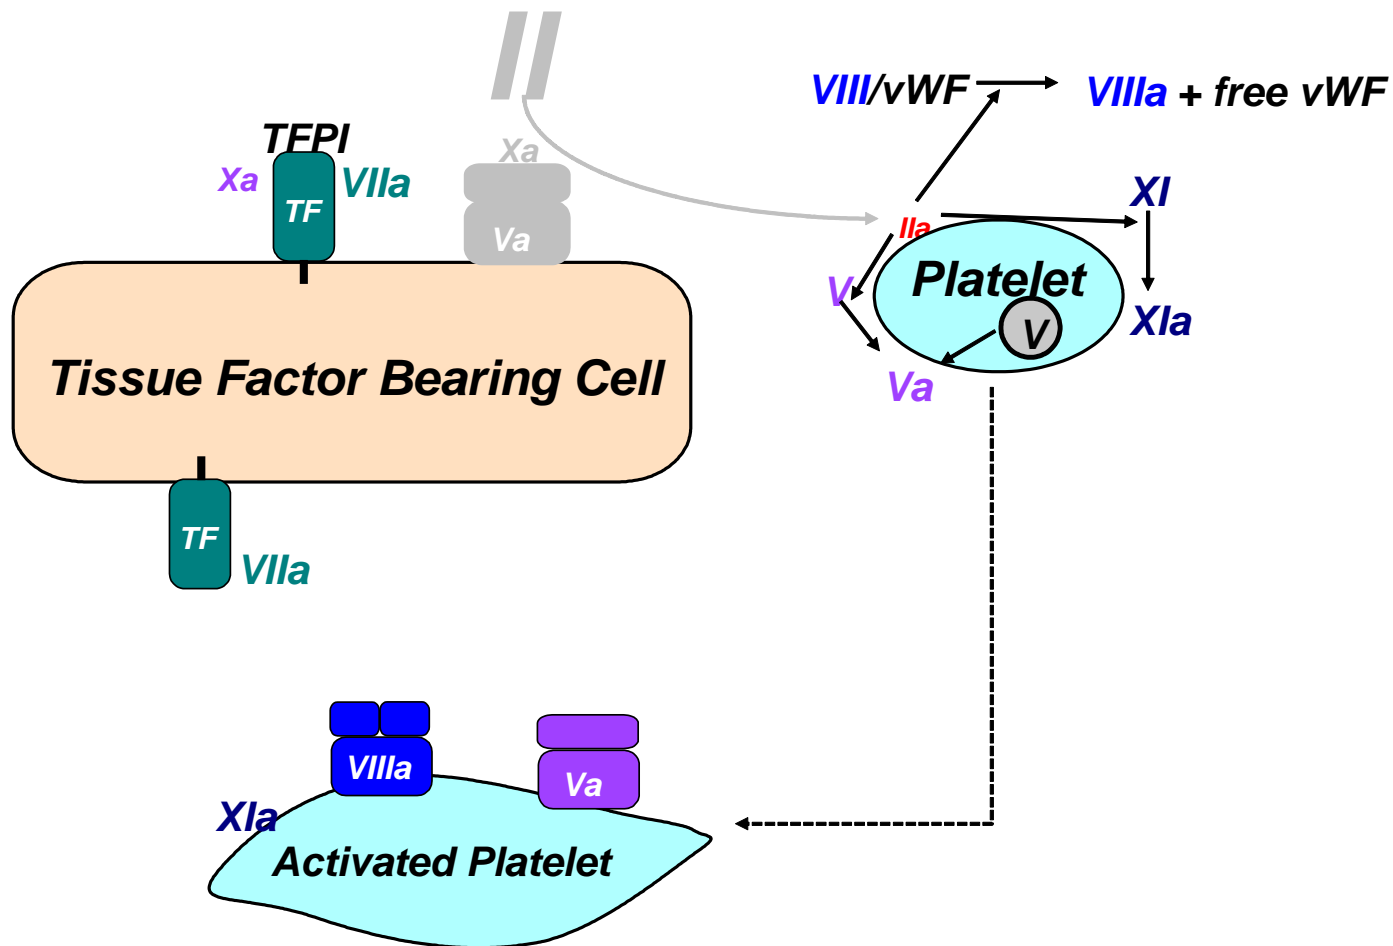 VIII/vWF
VIIIa + free vWF
TFPI
Xa
VIIa
TF
Xa
Va
IIa
XI
XIa
V
Platelet
V
Va
Tissue Factor Bearing Cell
TF
VIIa
VIIIa
Va
XIa
Activated Platelet